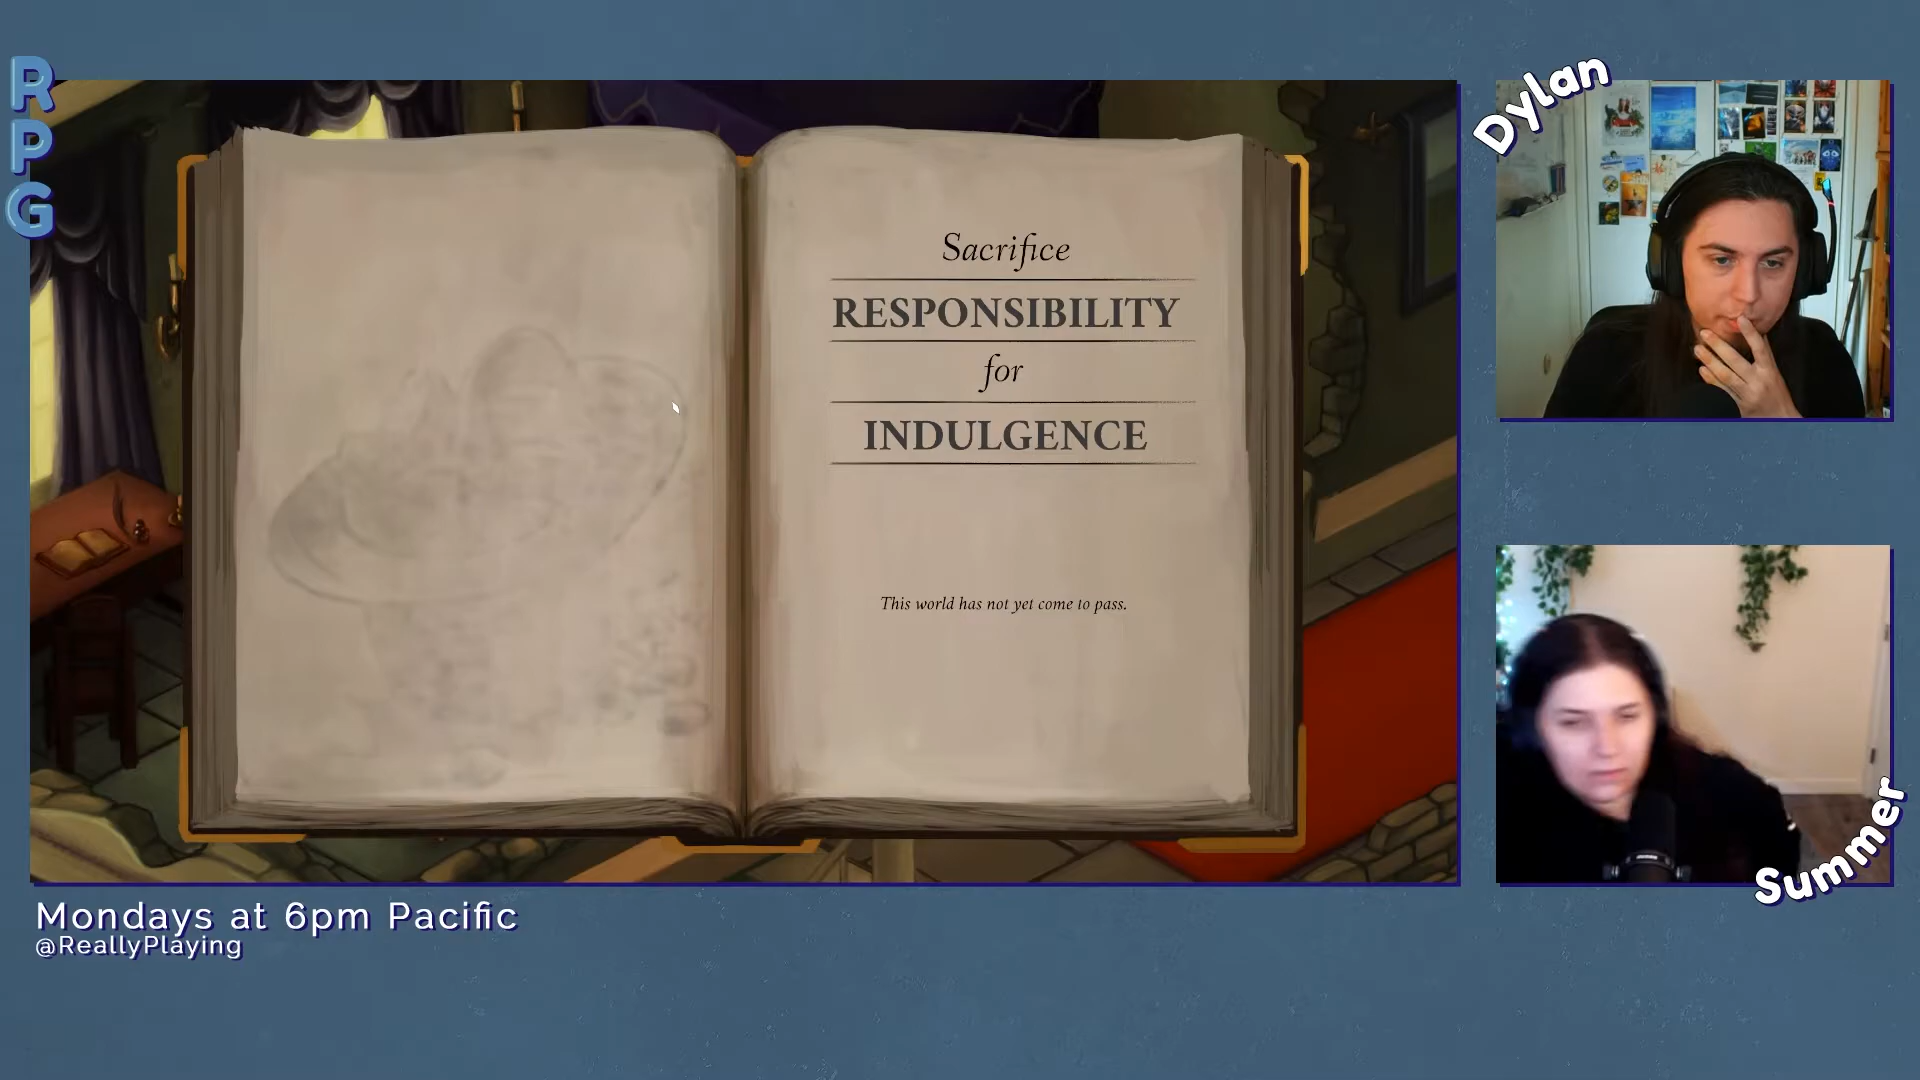 RPG
Dylan
Sacrifice
RESPONSIBILITY
for
INDULGENCE
This world has not yet come to pass.
Summer
Mondays at 6pm Pacific
@ReallyPlaying